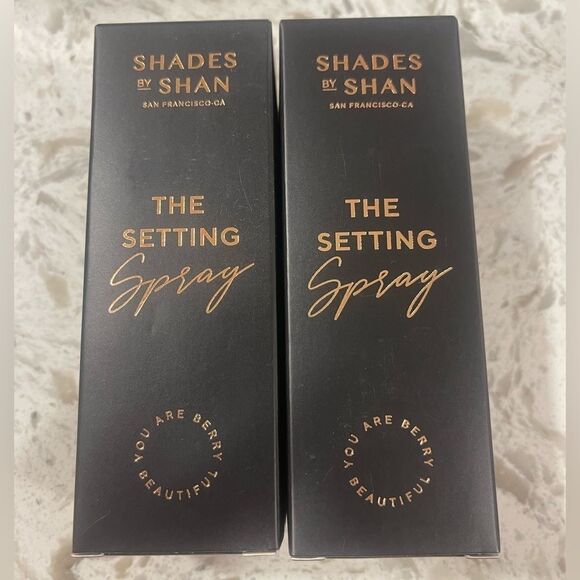 SHADES
BY SHAN
SAN FRANCISCO-CA
THE
SETTING
Spray
YOU ARE BERRY
BEAUTIFUL
SHADES
BY SHAN
SAN FRANCISCO-CA
THE
SETTING
Spray
YOU ARE BERRY
BEAUTIFUL